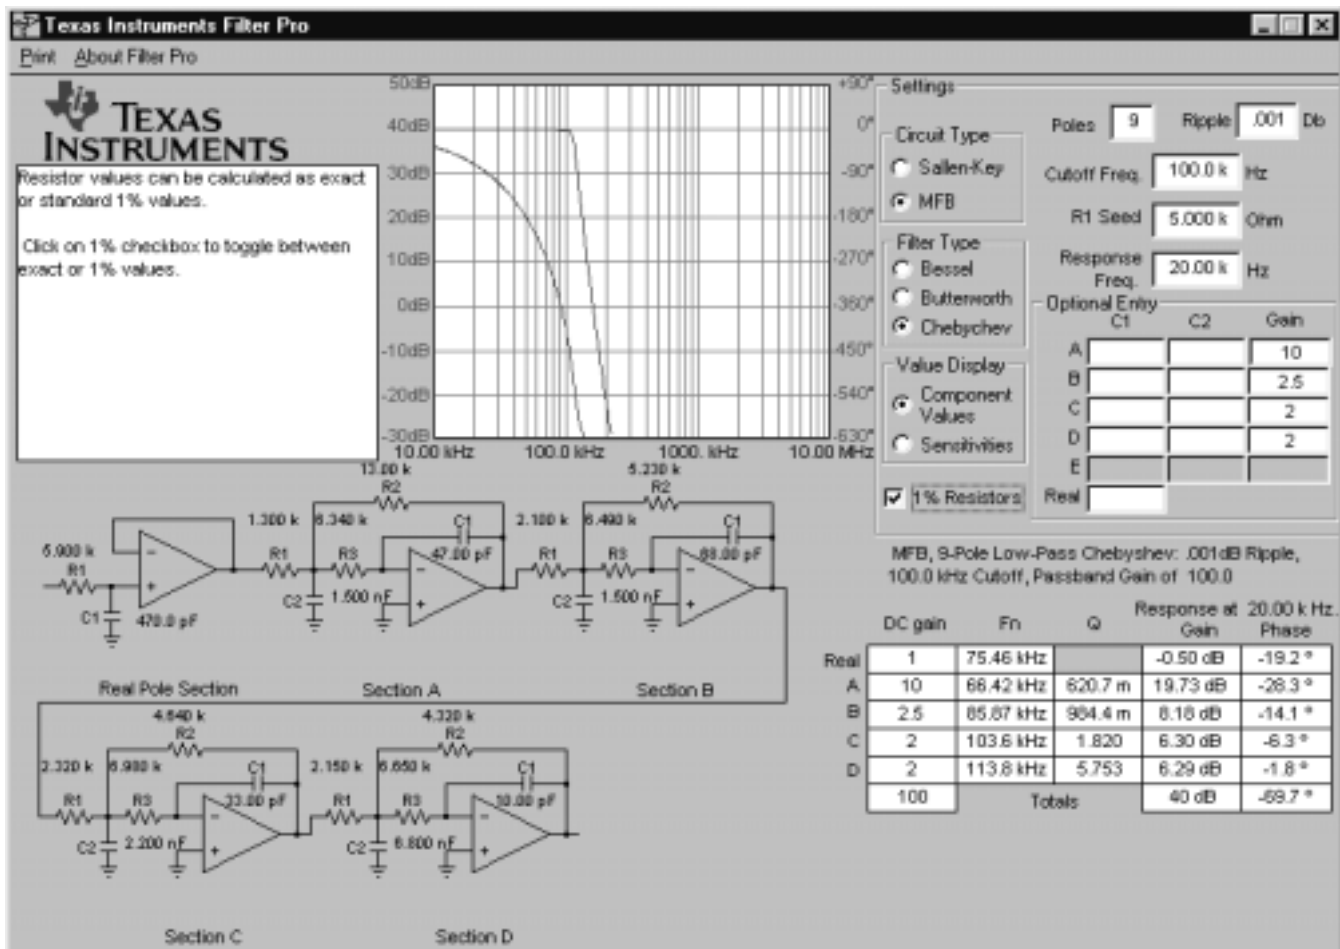 Texas Instruments Filter Pro
Print About Filter Pro
TEXAS
INSTRUMENTS
Resistor values can be calculated as exact
or standard 1% values.
Click on 1% checkbox to toggle between
exact or 1% values.
50dB
40dB
30dB
20dB
10dB
0dB
-10dB
-20dB
-30dB
+90°
0°
-90°
-180°
-270°
-360°
-450°
-540°
-630°
10.00 kHz 100.0 kHz 1000. kHz 10.00 MHz
Settings
Circuit Type
Sallen-Key
MFB
Filter Type
Bessel
Butterworth
Chebychev
Value Display
Component
Values
Sensitivities
1% Resistors
Poles 9 Ripple .001 Db
Cutoff Freq. 100.0 k Hz
R1 Seed 5.000 k Ohm
Response
Freq. 20.00 k Hz
Optional Entry
C1 C2 Gain
A 10
B 2.5
C 2
D 2
E
Real
5.900 k
R1
C1
470.0 pF
Real Pole Section
13.00 k
R2
1.300 k 6.340 k
R1 R3
C1
47.00 pF
C2 1.500 nF
Section A
5.230 k
R2
2.100 k 6.490 k
R1 R3
C1
68.00 pF
C2 1.500 nF
Section B
4.640 k
R2
2.320 k 6.980 k
R1 R3
C1
33.00 pF
C2 2.200 nF
Section C
4.320 k
R2
2.150 k 6.650 k
R1 R3
C1
10.00 pF
C2 6.800 nF
Section D
MFB, 9-Pole Low-Pass Chebyshev: .001dB Ripple,
100.0 kHz Cutoff, Passband Gain of 100.0
Response at 20.00 k Hz.
DC gain Fn Q Gain Phase
Real 1 75.46 kHz -0.50 dB -19.2 °
A 10 66.42 kHz 620.7 m 19.73 dB -28.3 °
B 2.5 85.87 kHz 984.4 m 8.18 dB -14.1 °
C 2 103.6 kHz 1.820 6.30 dB -6.3 °
D 2 113.8 kHz 5.753 6.29 dB -1.8 °
100 Totals 40 dB -69.7 °